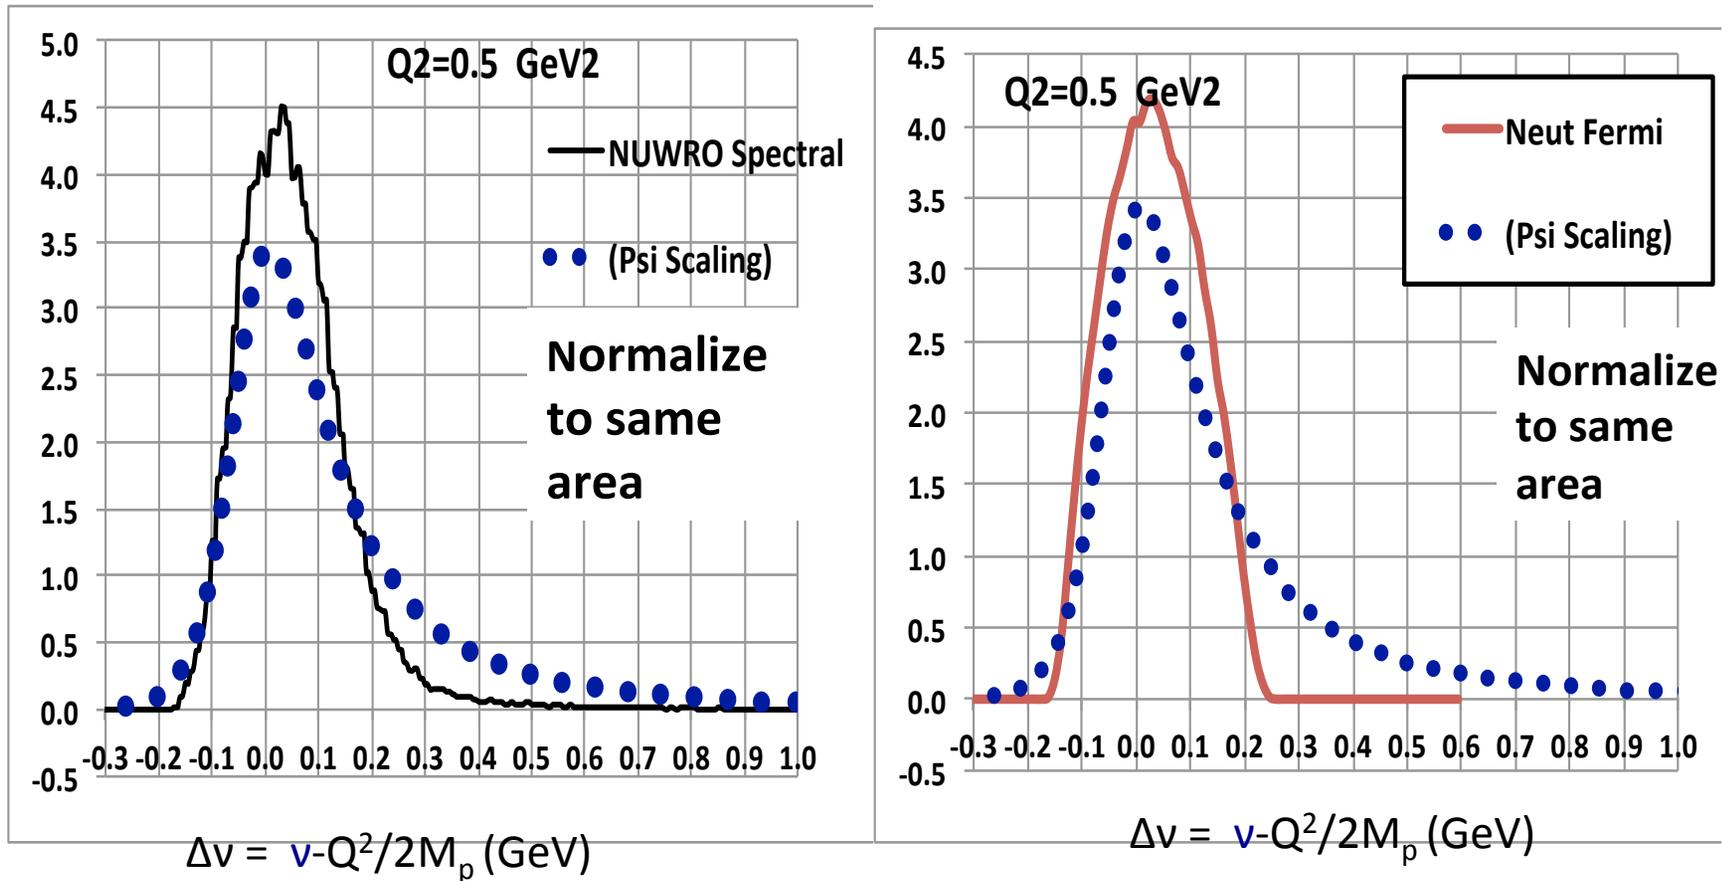 5.0
4.5
4.0
3.5
3.0
2.5
2.0
1.5
1.0
0.5
0.0
-0.5
-0.3 -0.2 -0.1 0.0 0.1 0.2 0.3 0.4 0.5 0.6 0.7 0.8 0.9 1.0
Q2=0.5 GeV2
NUWRO Spectral
(Psi Scaling)
Normalize
to same
area
Δν = ν-Q²/2Mₚ (GeV)
4.5
4.0
3.5
3.0
2.5
2.0
1.5
1.0
0.5
0.0
-0.5
-0.3 -0.2 -0.1 0.0 0.1 0.2 0.3 0.4 0.5 0.6 0.7 0.8 0.9 1.0
Q2=0.5 GeV2
Neut Fermi
(Psi Scaling)
Normalize
to same
area
Δν = ν-Q²/2Mₚ (GeV)